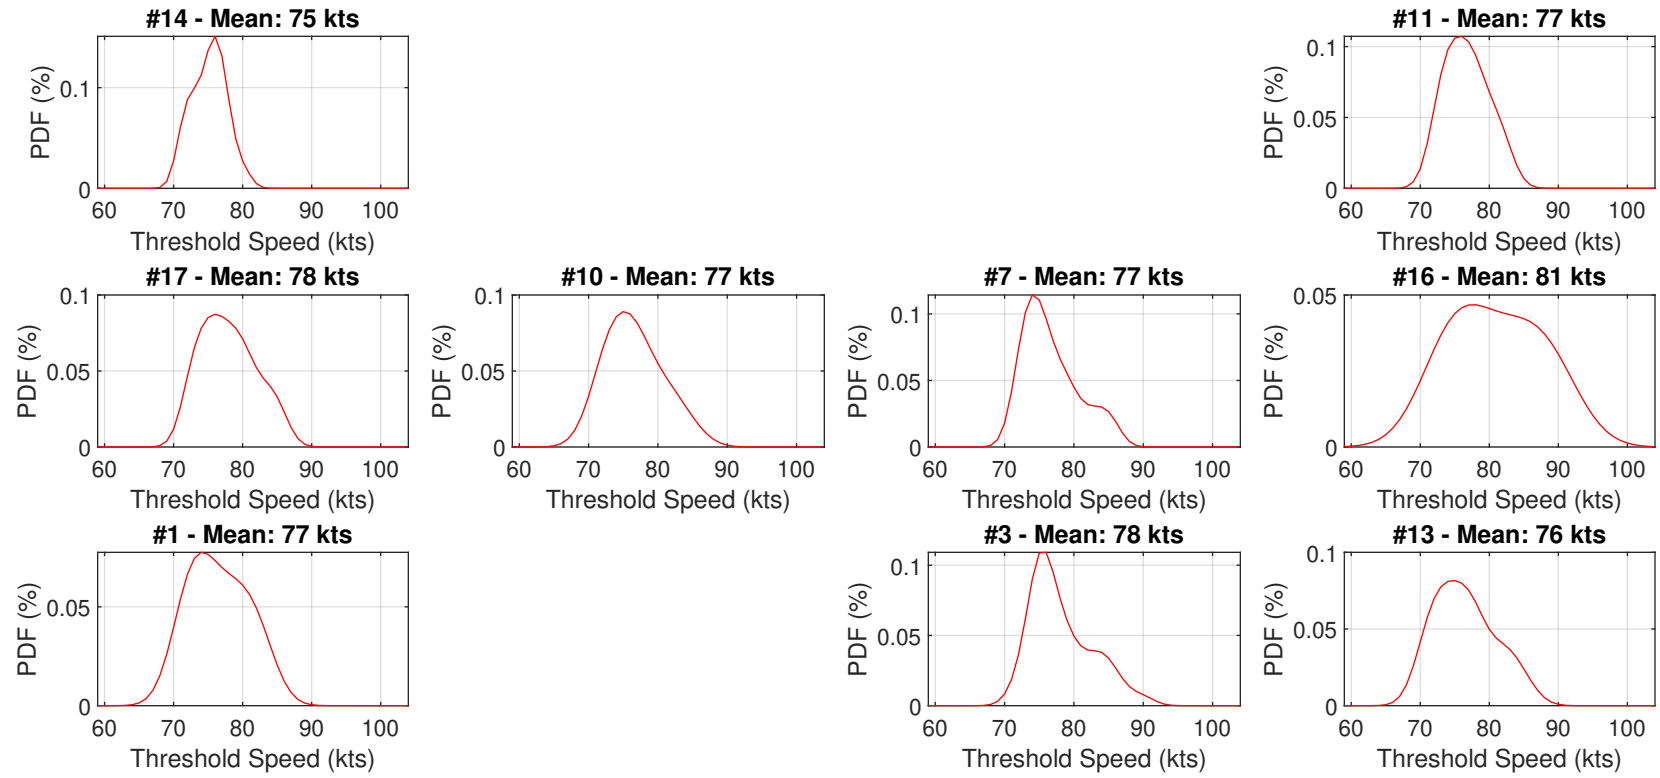 #14 - Mean: 75 kts
PDF (%)
0.1
0
60 70 80 90 100
Threshold Speed (kts)
#11 - Mean: 77 kts
PDF (%)
0.1
0.05
0
60 70 80 90 100
Threshold Speed (kts)
#17 - Mean: 78 kts
PDF (%)
0.1
0.05
0
60 70 80 90 100
Threshold Speed (kts)
#10 - Mean: 77 kts
PDF (%)
0.1
0.05
0
60 70 80 90 100
Threshold Speed (kts)
#7 - Mean: 77 kts
PDF (%)
0.1
0.05
0
60 70 80 90 100
Threshold Speed (kts)
#16 - Mean: 81 kts
PDF (%)
0.05
0
60 70 80 90 100
Threshold Speed (kts)
#1 - Mean: 77 kts
PDF (%)
0.05
0
60 70 80 90 100
Threshold Speed (kts)
#3 - Mean: 78 kts
PDF (%)
0.1
0.05
0
60 70 80 90 100
Threshold Speed (kts)
#13 - Mean: 76 kts
PDF (%)
0.1
0.05
0
60 70 80 90 100
Threshold Speed (kts)